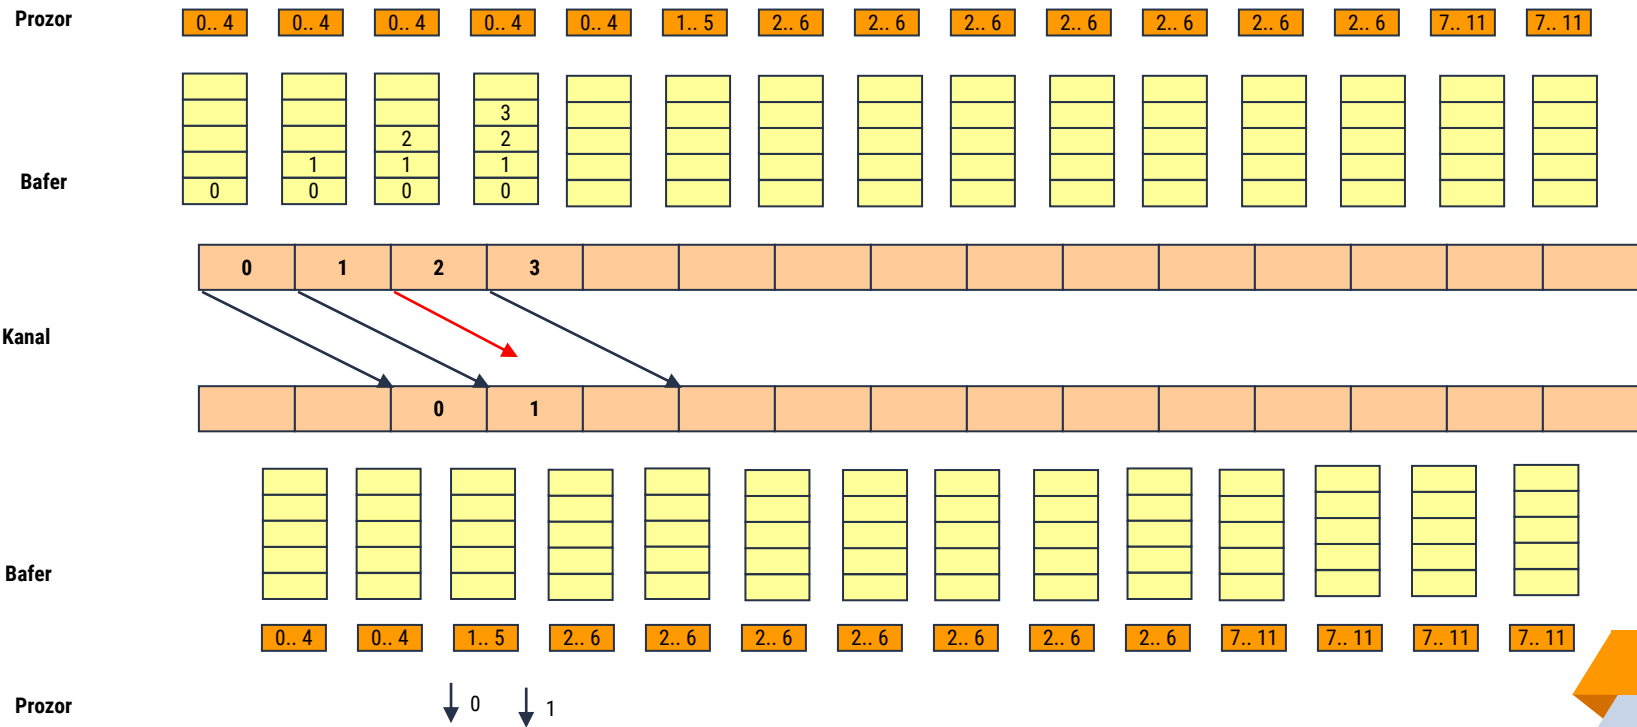 Prozor 0.. 4 0.. 4 0.. 4 0.. 4 0.. 4 1.. 5 2.. 6 2.. 6 2.. 6 2.. 6 2.. 6 2.. 6 2.. 6 7.. 11 7.. 11
3
2 2
1 1 1
Bafer
0 0 0 0
0 1 2 3
Kanal
0 1
Bafer
0.. 4 0.. 4 1.. 5 2.. 6 2.. 6 2.. 6 2.. 6 2.. 6 2.. 6 2.. 6 7.. 11 7.. 11 7.. 11 7.. 11
Prozor 0 1